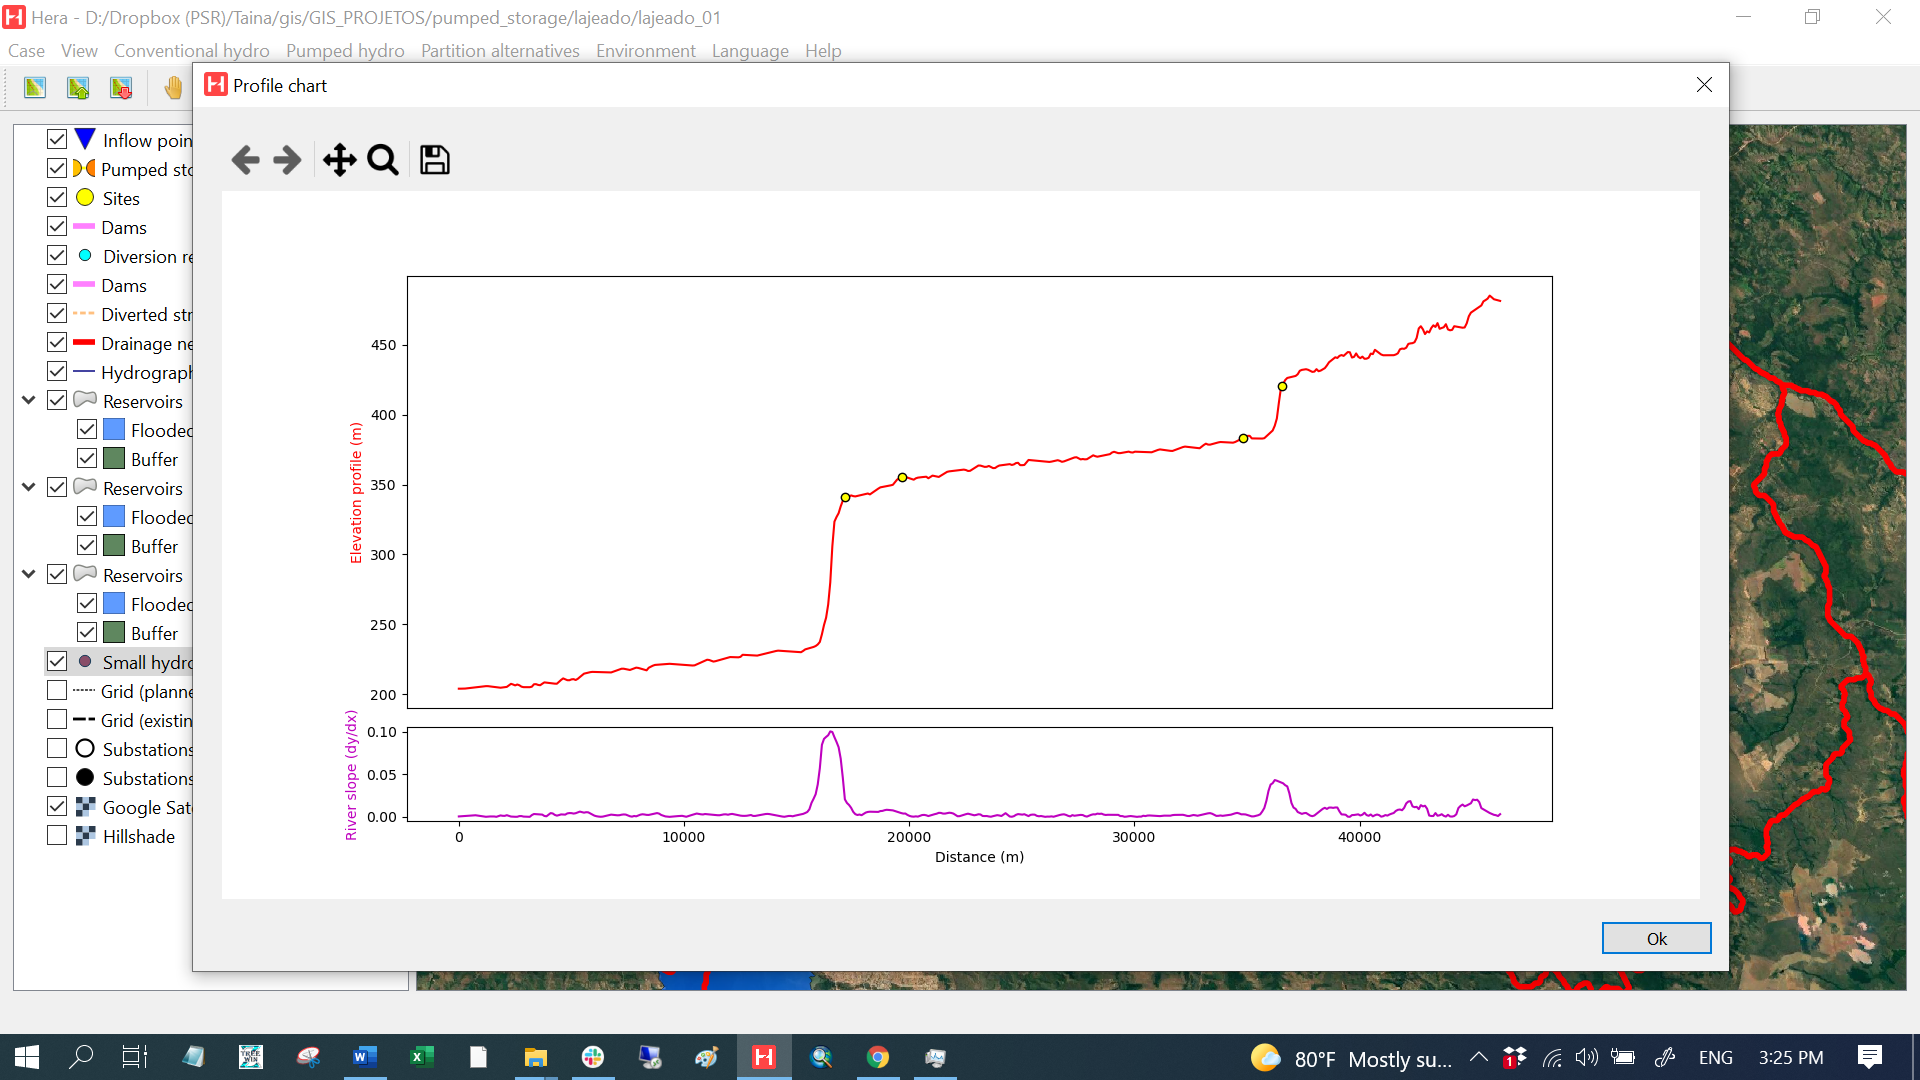 Hera - D:/Dropbox (PSR)/Taina/gis/GIS_PROJETOS/pumped_storage/lajeado/lajeado_01
Case View Conventional hydro Pumped hydro Partition alternatives Environment Language Help
Profile chart
Inflow poin
Pumped sto
Sites
Dams
Diversion re
Dams
Diverted str
Drainage ne
Hydrograph
Reservoirs
Flooded
Buffer
Reservoirs
Flooded
Buffer
Reservoirs
Flooded
Buffer
Small hydro
Grid (planne
Grid (existin
Substations
Substations
Google Sat
Hillshade
Elevation profile (m)
450
400
350
300
250
200
River slope (dy/dx)
0.10
0.05
0.00
0 10000 20000 30000 40000
Distance (m)
Ok
TREE
WIN
80°F Mostly su...
1
ENG
3:25 PM